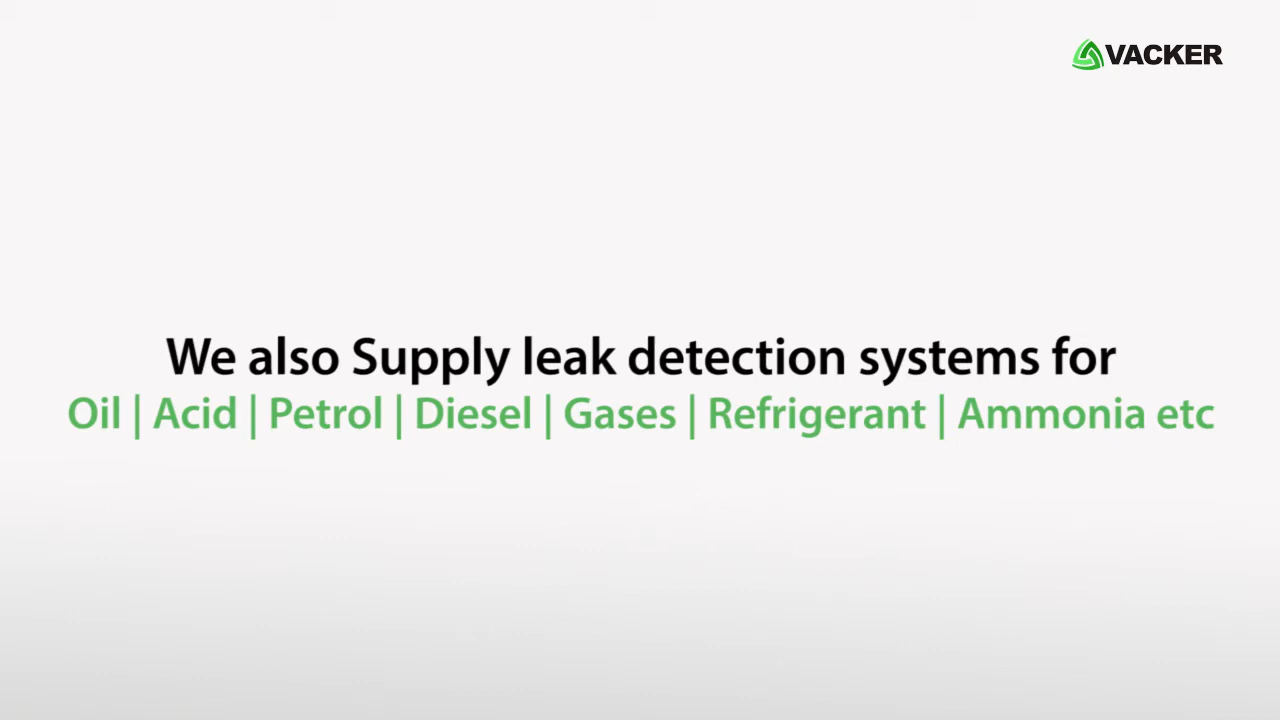 VACKER
We also Supply leak detection systems for
Oil | Acid | Petrol | Diesel | Gases | Refrigerant | Ammonia etc